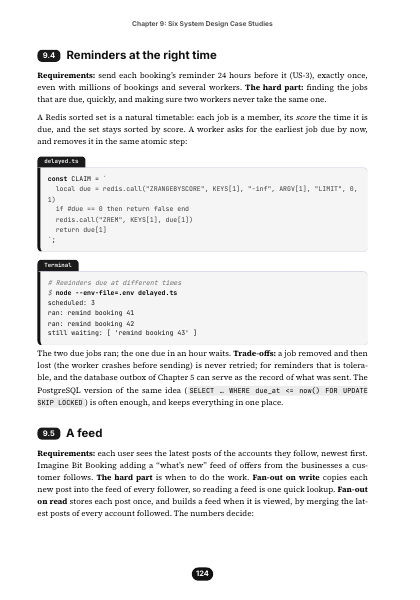 Chapter 9: Six System Design Case Studies
9.4 Reminders at the right time
Requirements: send each booking's reminder 24 hours before it (US-3), exactly once,
even with millions of bookings and several workers. The hard part: finding the jobs
that are due, quickly, and making sure two workers never take the same one.
A Redis sorted set is a natural timetable: each job is a member, its score the time it is
due, and the set stays sorted by score. A worker asks for the earliest job due by now,
and removes it in the same atomic step:
delayed.ts
const CLAIM = `
local due = redis.call("ZRANGEBYSCORE", KEYS[1], "-inf", ARGV[1], "LIMIT", 0,
1)
if #due == 0 then return false end
redis.call("ZREM", KEYS[1], due[1])
return due[1]
`;
Terminal
# Reminders due at different times
$ node --env-file=.env delayed.ts
scheduled: 3
ran: remind booking 41
ran: remind booking 42
still waiting: [ 'remind booking 43' ]
The two due jobs ran; the one due in an hour waits. Trade-offs: a job removed and then
lost (the worker crashes before sending) is never retried; for reminders that is tolera-
ble, and the database outbox of Chapter 5 can serve as the record of what was sent. The
PostgreSQL version of the same idea (SELECT … WHERE due_at <= now() FOR UPDATE
SKIP LOCKED) is often enough, and keeps everything in one place.
9.5 A feed
Requirements: each user sees the latest posts of the accounts they follow, newest first.
Imagine Bit Booking adding a “what's new” feed of offers from the businesses a cus-
tomer follows. The hard part is when to do the work. Fan-out on write copies each
new post into the feed of every follower, so reading a feed is one quick lookup. Fan-out
on read stores each post once, and builds a feed when it is viewed, by merging the lat-
est posts of every account followed. The numbers decide:
124